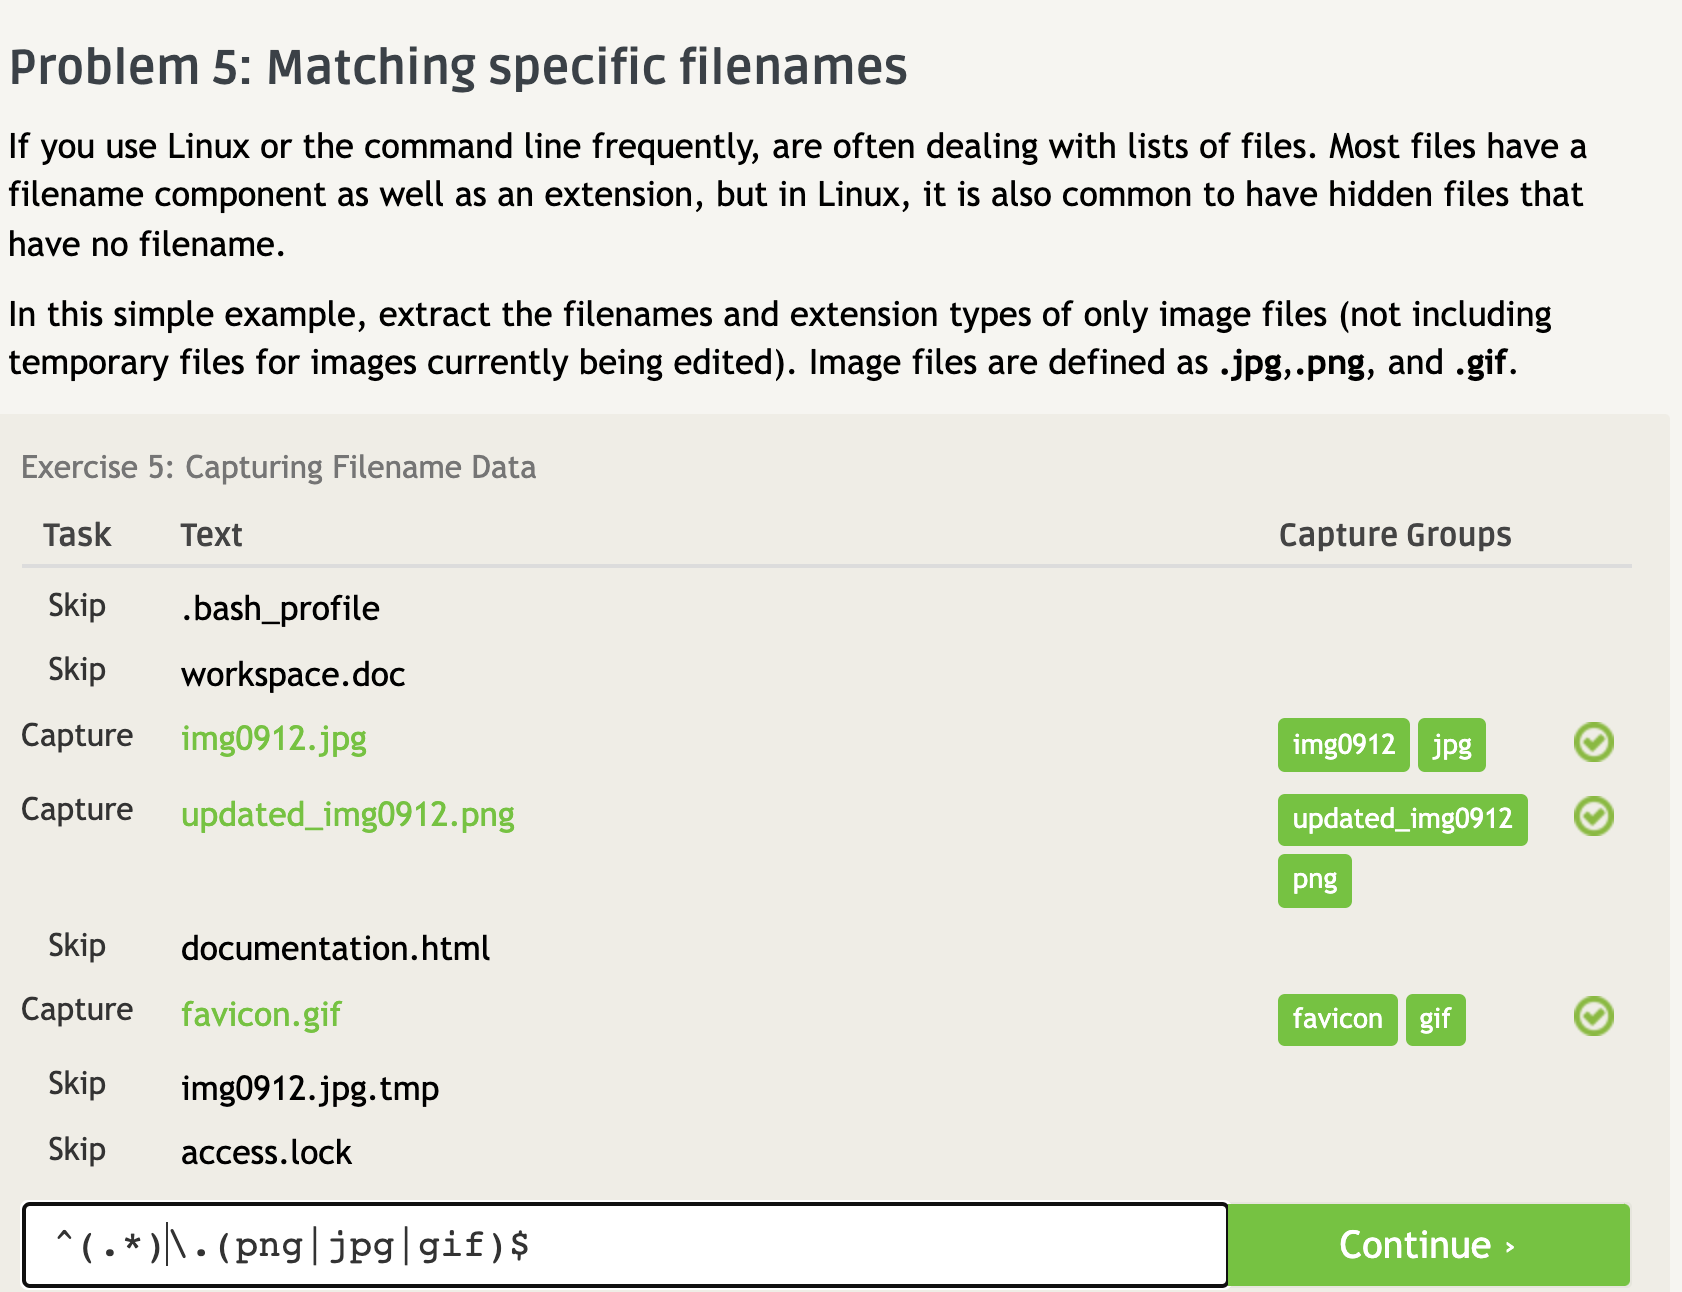 Problem 5: Matching specific filenames
If you use Linux or the command line frequently, are often dealing with lists of files. Most files have a
filename component as well as an extension, but in Linux, it is also common to have hidden files that
have no filename.
In this simple example, extract the filenames and extension types of only image files (not including
temporary files for images currently being edited). Image files are defined as .jpg,.png, and .gif.
Exercise 5: Capturing Filename Data
Task Text Capture Groups
Skip .bash_profile
Skip workspace.doc
Capture img0912.jpg img0912 jpg
Capture updated_img0912.png updated_img0912
png
Skip documentation.html
Capture favicon.gif favicon gif
Skip img0912.jpg.tmp
Skip access.lock
^(.*)\.(png|jpg|gif)$ Continue ›